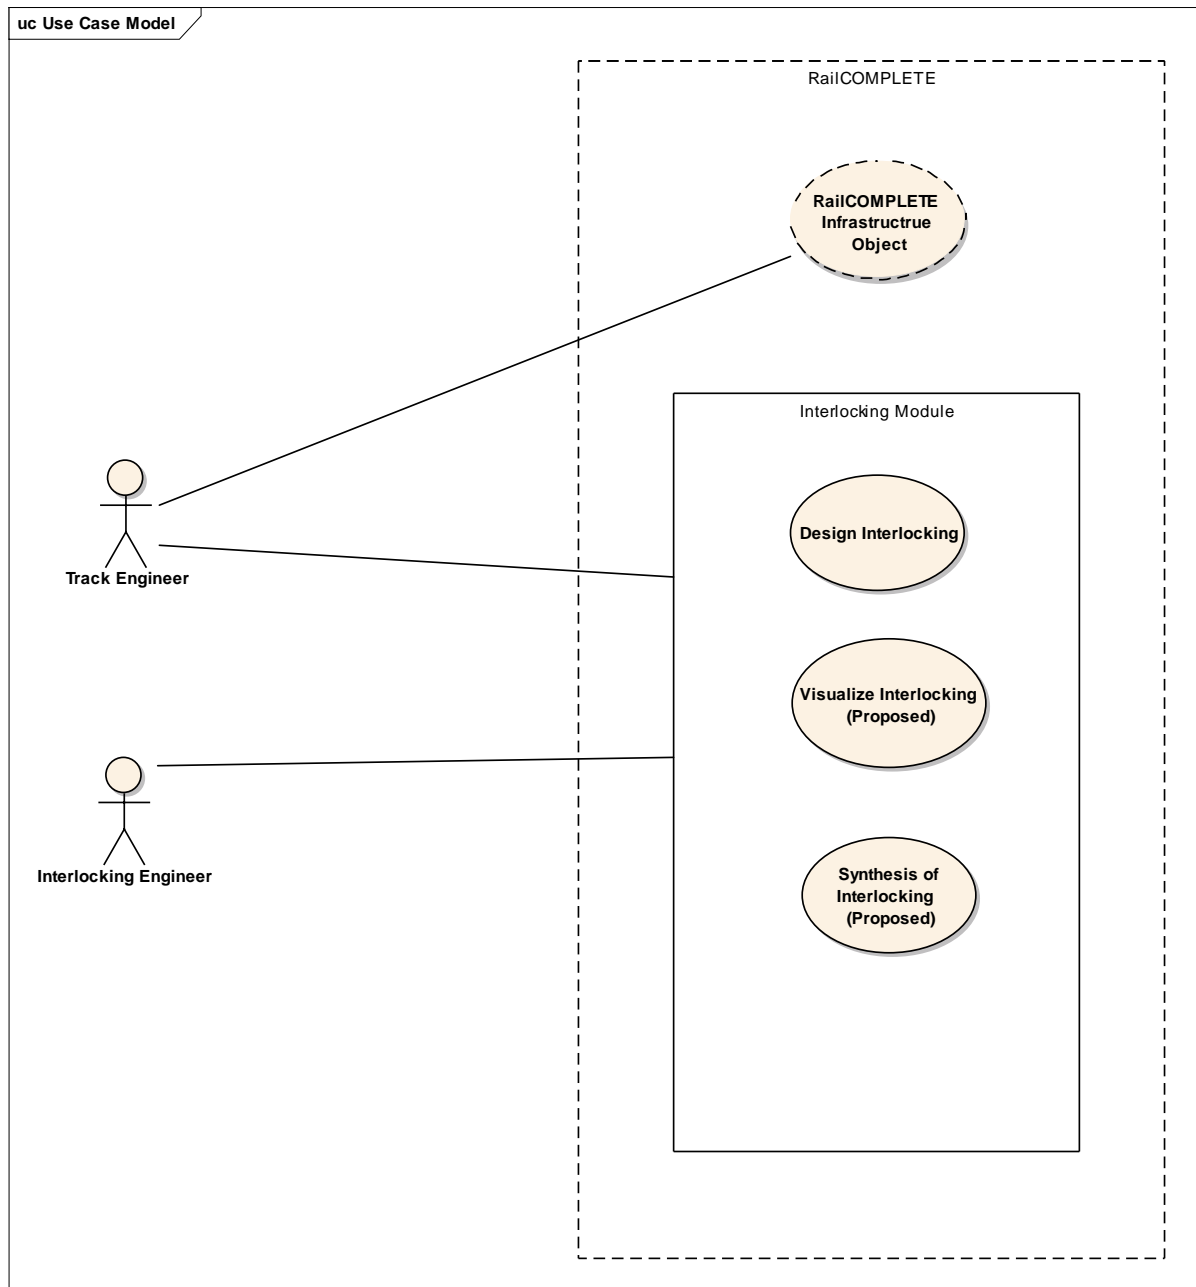 uc Use Case Model
RailCOMPLETE
RailCOMPLETE
Infrastructrue
Object
Interlocking Module
Design Interlocking
Track Engineer
Visualize Interlocking
(Proposed)
Interlocking Engineer
Synthesis of
Interlocking
(Proposed)